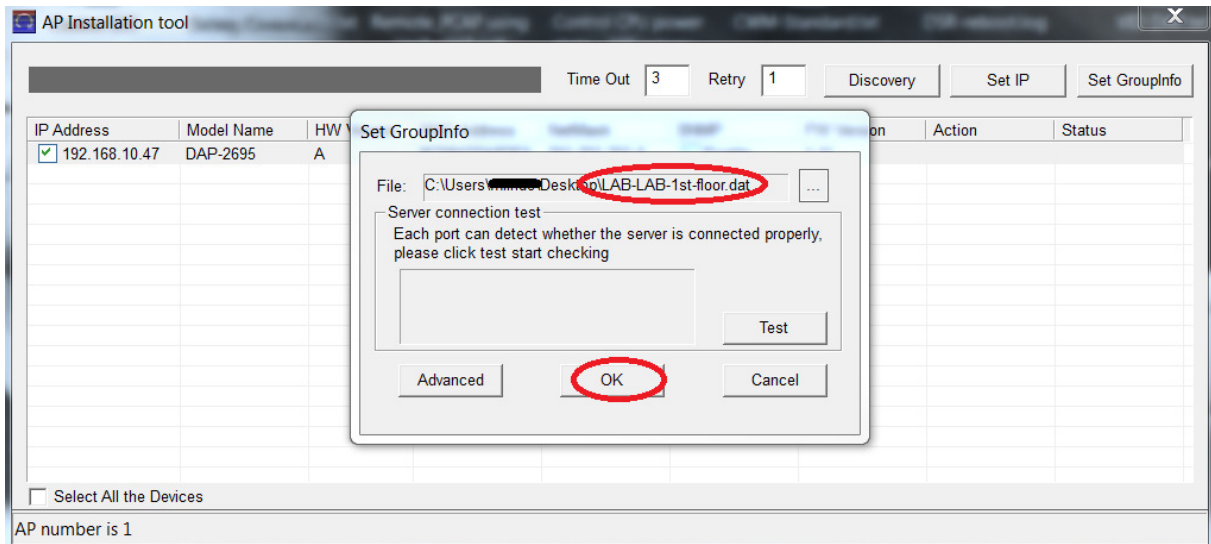 AP Installation tool
Time Out 3 Retry 1 Discovery Set IP Set GroupInfo
IP Address Model Name HW on Action Status
192.168.10.47 DAP-2695 A
Set GroupInfo
File: C:\Users\ \Desktop\LAB-LAB-1st-floor.dat ...
Server connection test
Each port can detect whether the server is connected properly,
please click test start checking
Test
Advanced OK Cancel
Select All the Devices
AP number is 1